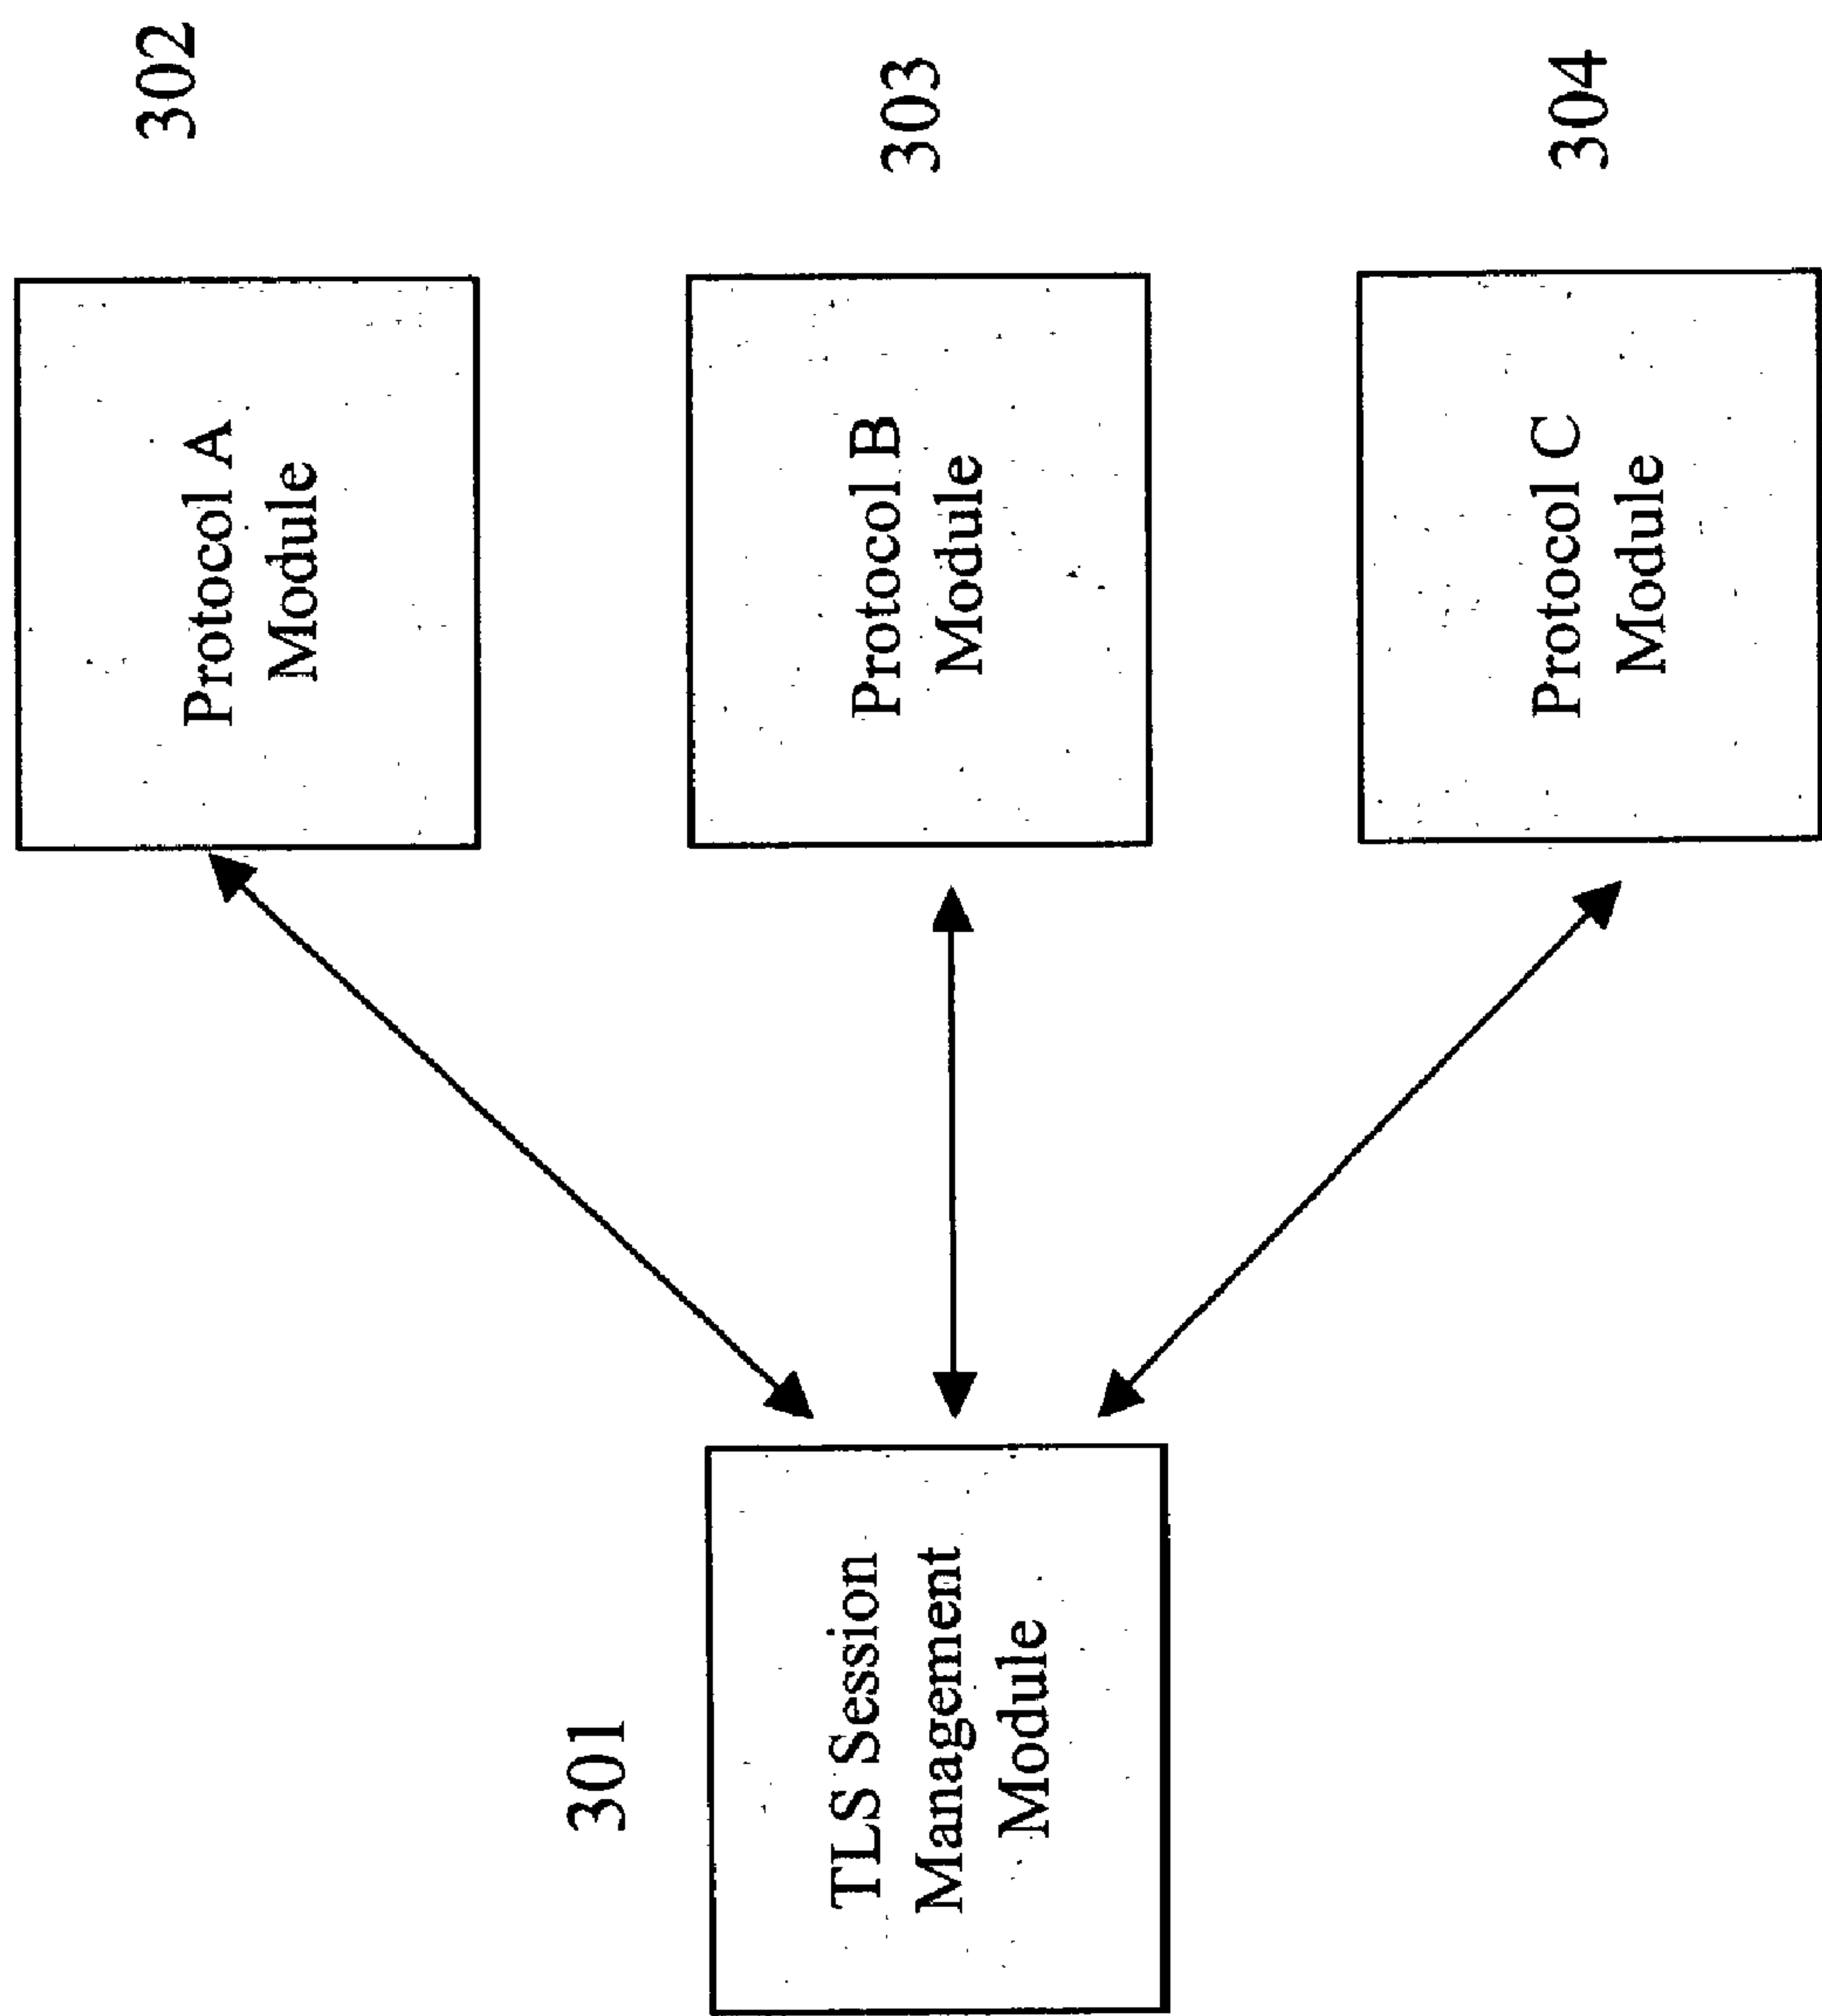 302
Protocol A
Module
303
Protocol B
Module
304
Protocol C
Module
301
TLS Session
Management
Module